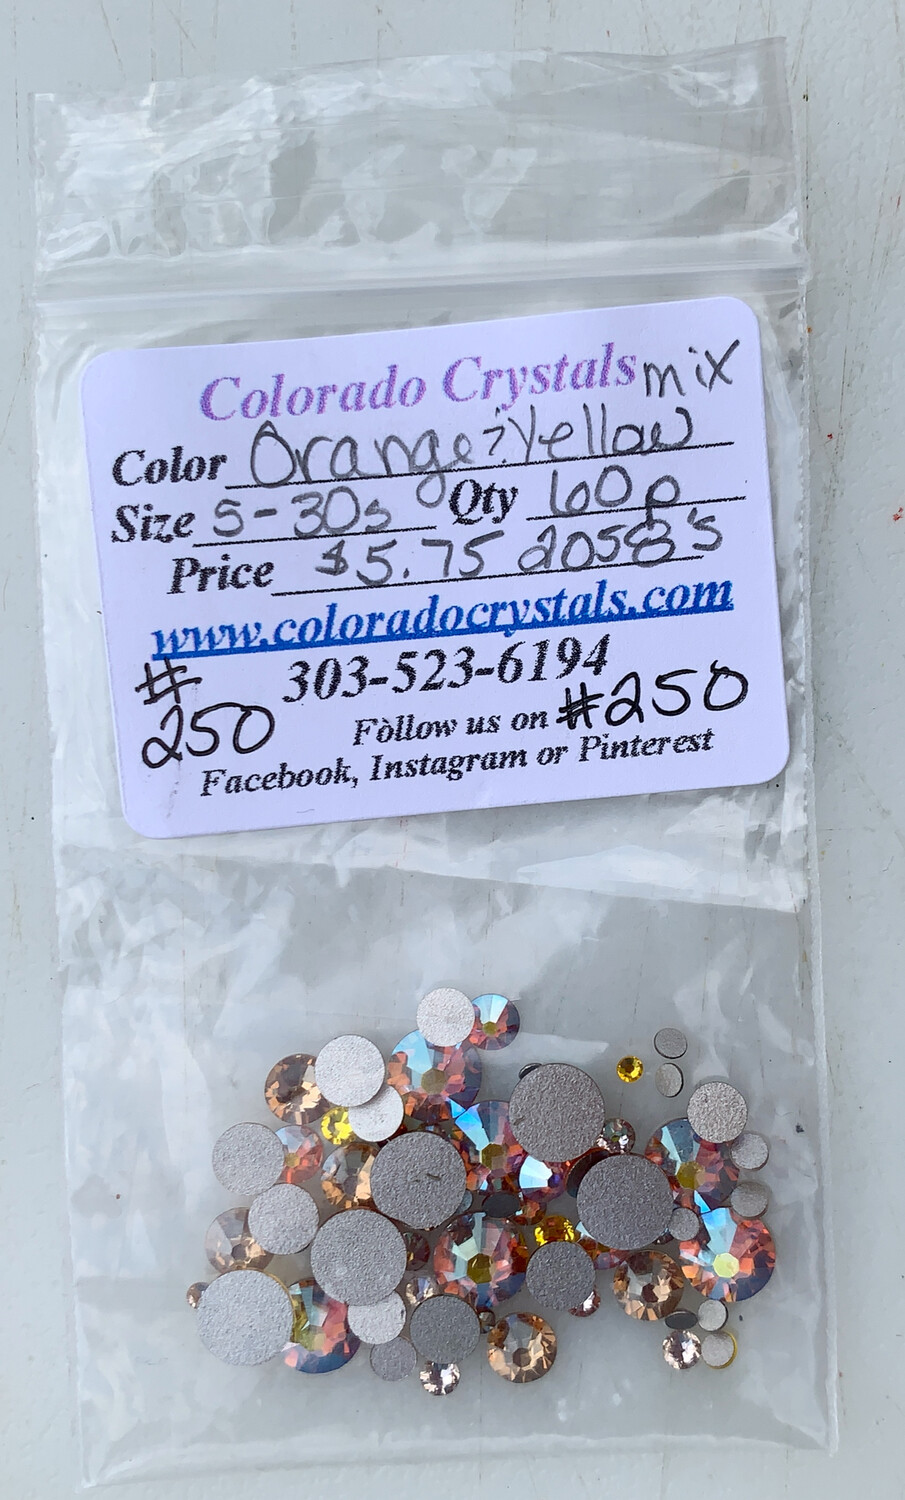 Colorado Crystals mix
Color Orange & Yellow
Size 5-30s Qty 60p
Price $5.75 2058's
www.coloradocrystals.com
303-523-6194
# 250
Follow us on #250
Facebook, Instagram or Pinterest